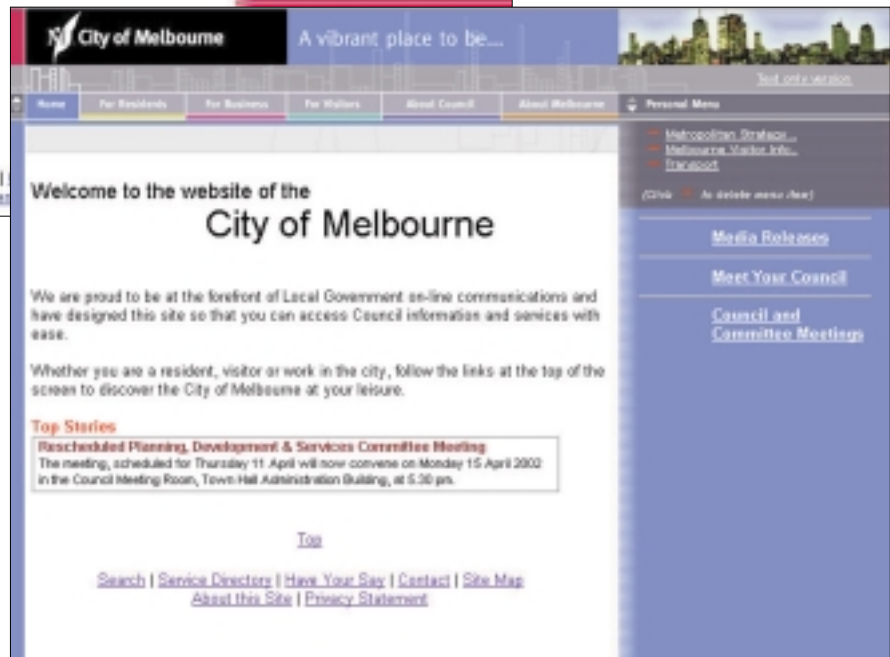 City of Melbourne
A vibrant place to be...
Text only version
Home
For Residents
For Business
For Visitors
About Council
About Melbourne
Personal Menu
Metropolitan Strategy...
Melbourne Visitor Info...
Transport
(Click to delete menu item)
Welcome to the website of the
City of Melbourne
Media Releases
Meet Your Council
Council and
Committee Meetings
We are proud to be at the forefront of Local Government on-line communications and
have designed this site so that you can access Council information and services with
ease.
Whether you are a resident, visitor or work in the city, follow the links at the top of the
screen to discover the City of Melbourne at your leisure.
Top Stories
Rescheduled Planning, Development & Services Committee Meeting
The meeting, scheduled for Thursday 11 April will now convene on Monday 15 April 2002
in the Council Meeting Room, Town Hall Administration Building, at 5.30 pm.
Top
Search | Service Directory | Have Your Say | Contact | Site Map
About this Site | Privacy Statement